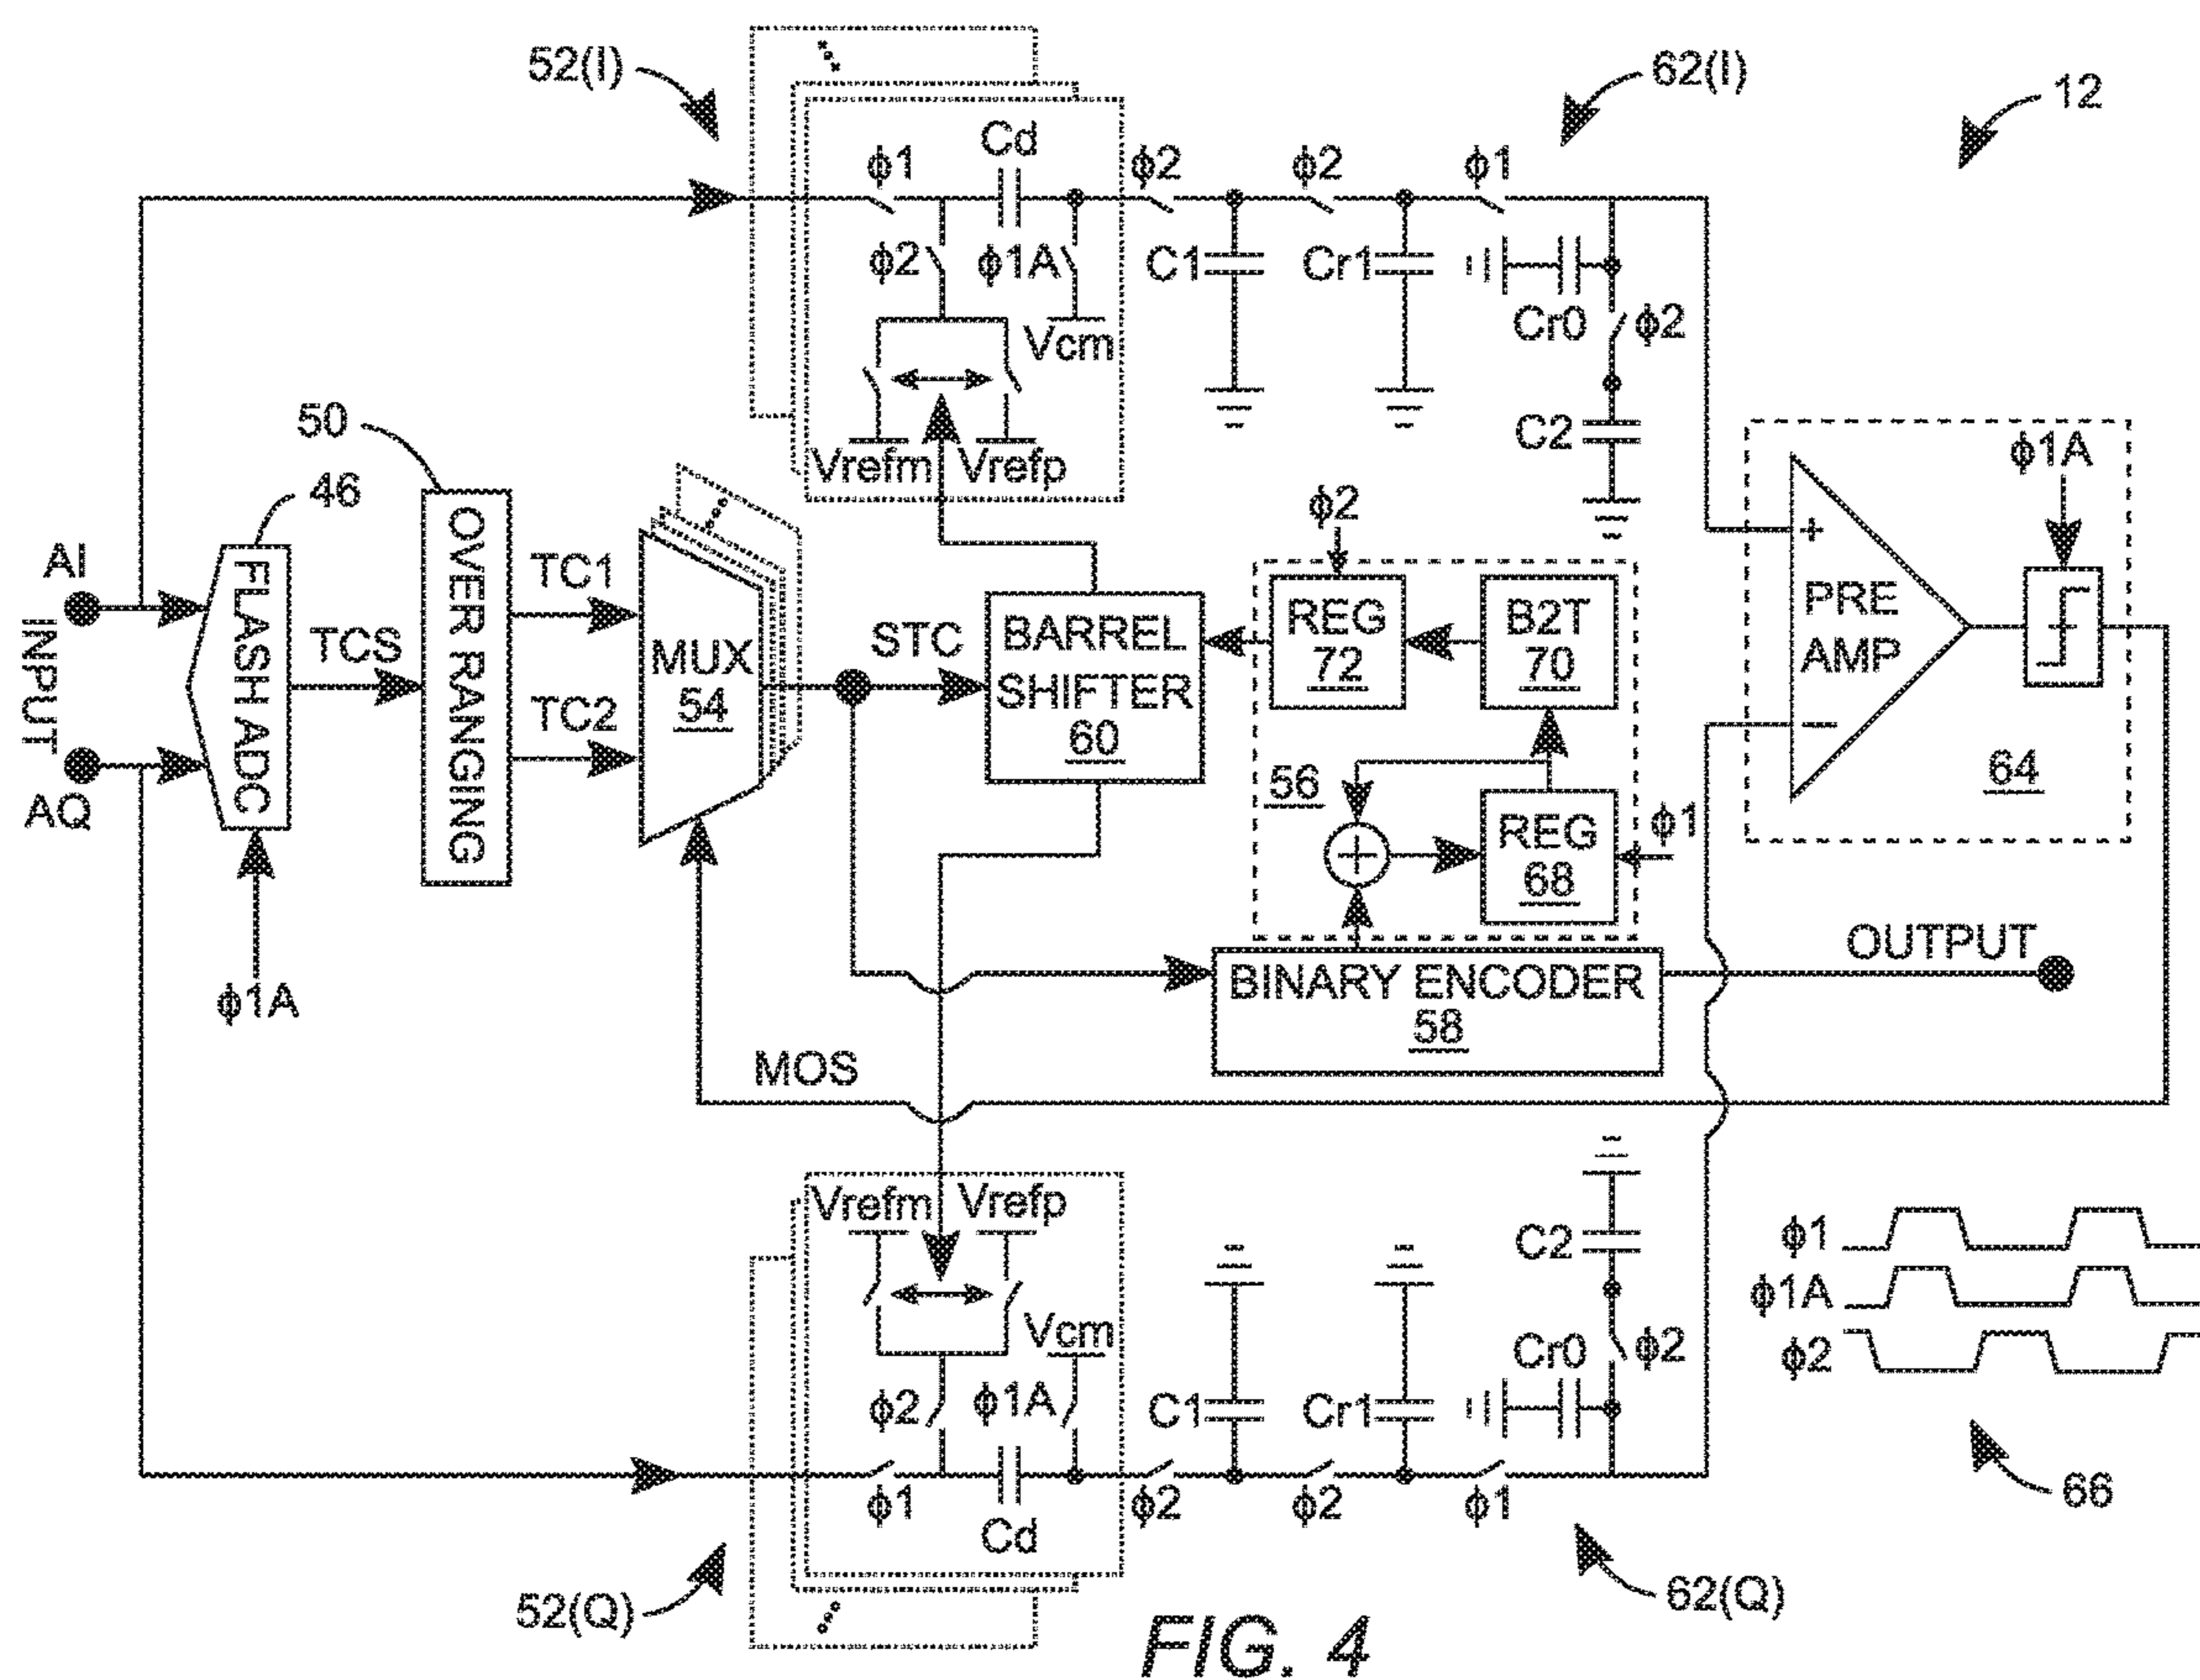 52(I)
62(I)
12
Cd
ϕ1
ϕ2
ϕ2
ϕ1
ϕ2
ϕ1A
C1
Cr1
Cr0
ϕ2
Vcm
C2
Vrefm
Vrefp
50
46
ϕ2
ϕ1A
AI
INPUT
AQ
FLASH ADC
TCS
OVER RANGING
TC1
TC2
MUX
54
STC
BARREL
SHIFTER
60
REG
72
B2T
70
PRE
AMP
+
−
64
56
+
REG
68
ϕ1
ϕ1A
BINARY ENCODER
58
OUTPUT
MOS
Vrefm
Vrefp
Vcm
ϕ2
ϕ1A
C1
Cr1
Cr0
ϕ2
C2
ϕ1
Cd
ϕ2
ϕ2
ϕ1
ϕ1
ϕ1A
ϕ2
66
52(Q)
62(Q)
FIG. 4